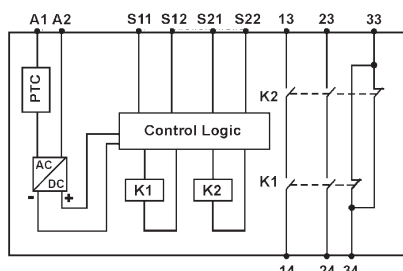 A1 A2 S11 S12 S21 S22 13 23 33
PTC
K2
Control Logic
AC
DC
- +
K1 K2
K1
14 24 34